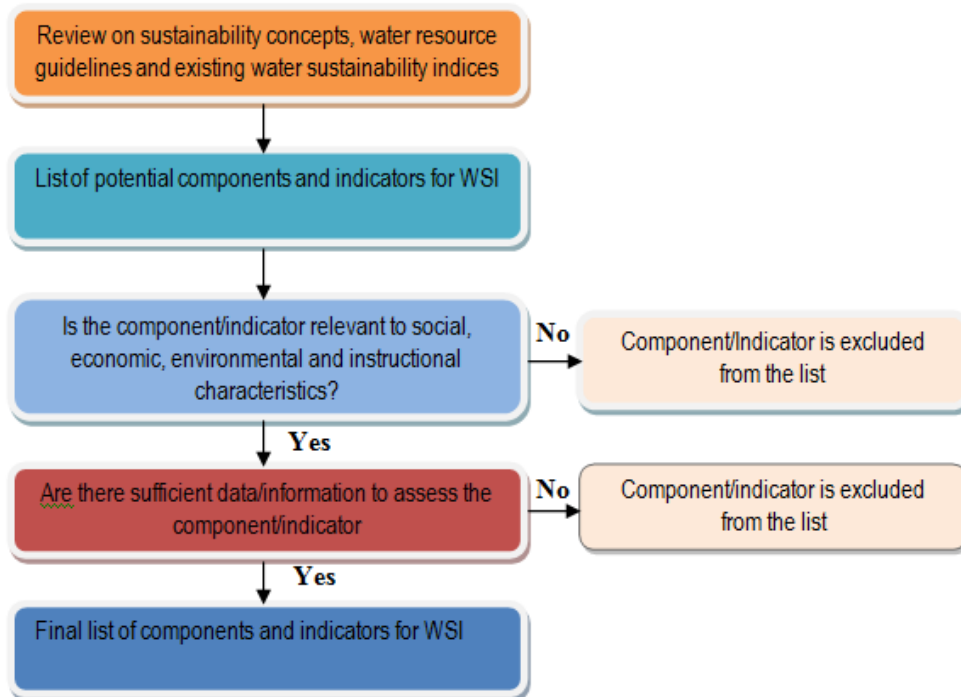 Review on sustainability concepts, water resource
guidelines and existing water sustainability indices
List of potential components and indicators for WSI
Is the component/indicator relevant to social,
economic, environmental and instructional
characteristics?
No
Component/Indicator is excluded
from the list
Yes
Are there sufficient data/information to assess the
component/indicator
No
Component/indicator is excluded
from the list
Yes
Final list of components and indicators for WSI